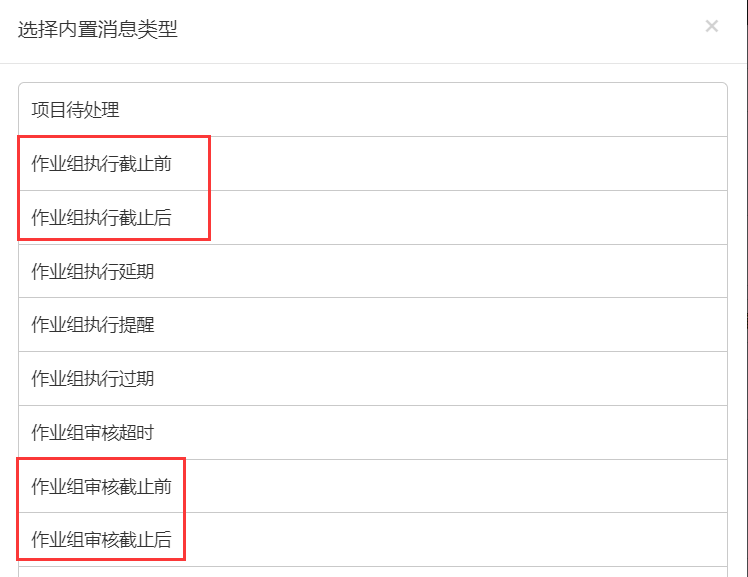 选择内置消息类型
项目待处理
作业组执行截止前
作业组执行截止后
作业组执行延期
作业组执行提醒
作业组执行过期
作业组审核超时
作业组审核截止前
作业组审核截止后